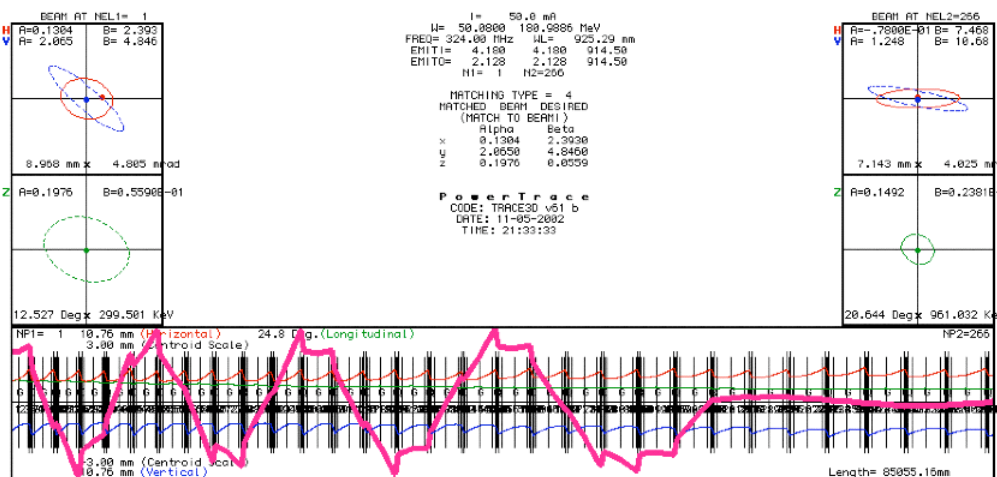 BEAM AT NEL1= 1
H A=0.1304 B= 2.393
V A= 2.065 B= 4.846
8.968 mm x 4.805 mrad
Z A=0.1976 B=0.5590E-01
12.527 Deg x 299.501 KeV
I= 50.0 mA
W= 50.0800 180.9886 MeV
FREQ= 324.00 MHz WL= 925.29 mm
EMITI= 4.180 4.180 914.50
EMITO= 2.128 2.128 914.50
N1= 1 N2=266
MATCHING TYPE = 4
MATCHED BEAM DESIRED
(MATCH TO BEAMI)
Alpha Beta
x 0.1304 2.3930
y 2.0650 4.8460
z 0.1976 0.0559
PowerTrace
CODE: TRACE3D v61 b
DATE: 11-05-2002
TIME: 21:33:33
BEAM AT NEL2=266
H A=-.7800E-01 B= 7.468
V A= 1.248 B= 10.68
7.143 mm x 4.025 m
Z A=0.1492 B=0.2381E
20.644 Deg x 961.032 Ke
NP1= 1 10.76 mm (Horizontal) 24.8 Deg.(Longitudinal) NP2=266
3.00 mm (Centroid Scale)
-3.00 mm (Centroid Scale)
10.76 mm (Vertical) Length= 85055.16mm